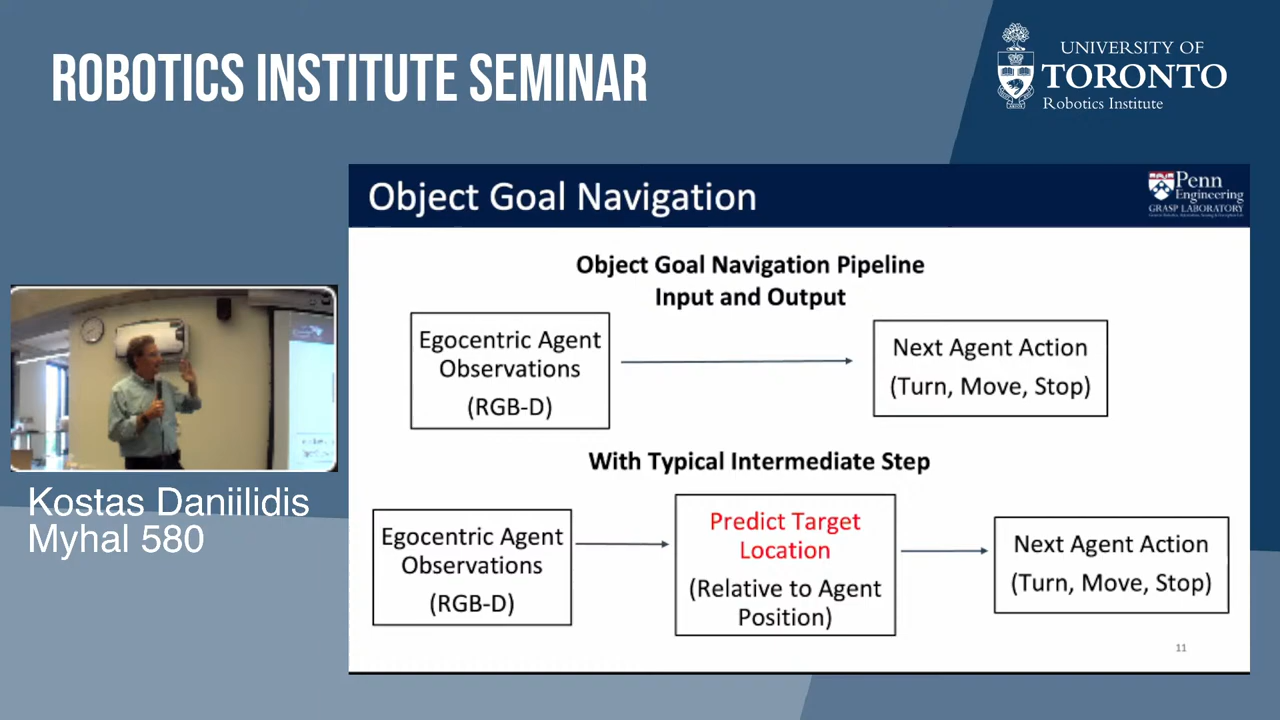 ROBOTICS INSTITUTE SEMINAR
UNIVERSITY OF
TORONTO
Robotics Institute
Object Goal Navigation
Penn
Engineering
GRASP LABORATORY
Object Goal Navigation Pipeline
Input and Output
Egocentric Agent
Observations
(RGB-D)
Next Agent Action
(Turn, Move, Stop)
With Typical Intermediate Step
Egocentric Agent
Observations
(RGB-D)
Predict Target
Location
(Relative to Agent
Position)
Next Agent Action
(Turn, Move, Stop)
11
Kostas Daniilidis
Myhal 580